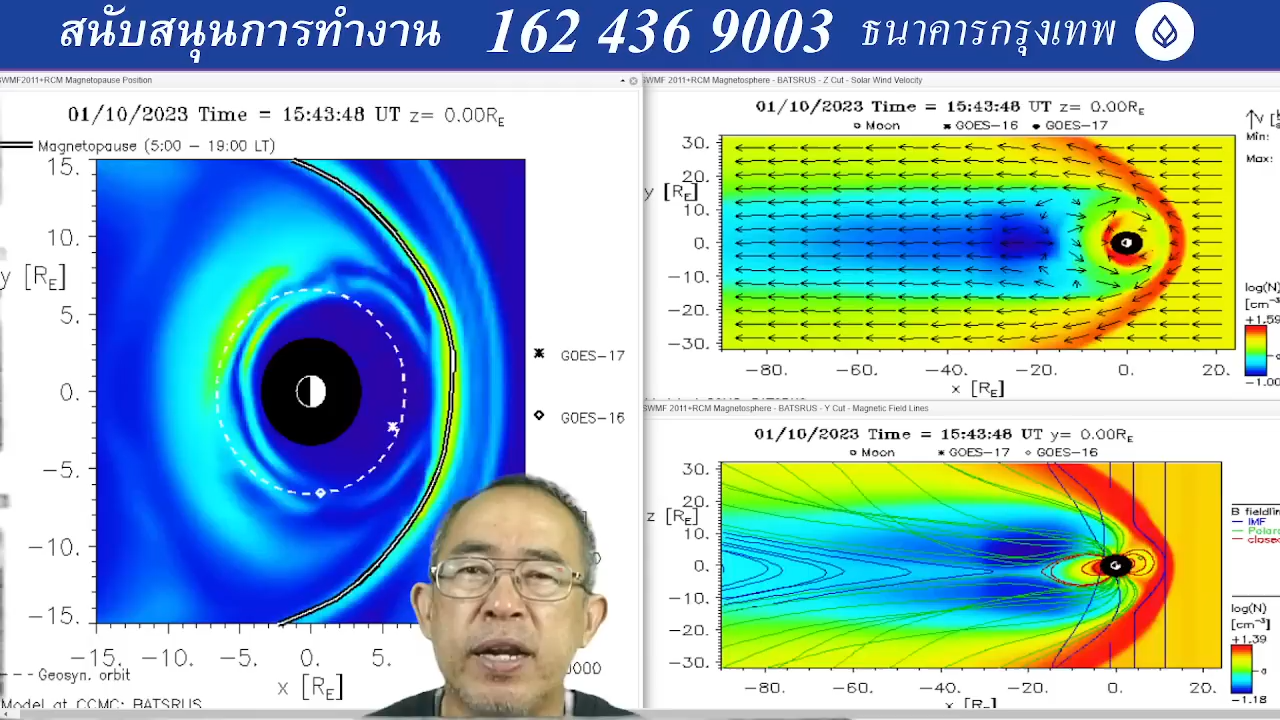 สนับสนุนการทำงาน 162 436 9003 ธนาคารกรุงเทพ
SWMF2011+RCM Magnetopause Position
01/10/2023 Time = 15:43:48 UT z= 0.00RE
Magnetopause (5:00 – 19:00 LT)
15.
10.
y [RE]
5.
0.
−5.
−10.
−15.
−15. −10. −5. 0. 5.
x [RE]
GOES−17
GOES−16
Geosyn. orbit
Model at CCMC: BATSRUS
SWMF 2011+RCM Magnetosphere - BATSRUS - Z Cut - Solar Wind Velocity
01/10/2023 Time = 15:43:48 UT z= 0.00RE
Moon GOES−16 GOES−17
30.
20.
y [RE]
10.
0.
−10.
−20.
−30.
−80. −60. −40. −20. 0. 20.
x [RE]
Min:
Max:
log(N)
[cm−3]
+1.59
−1.00
SWMF 2011+RCM Magnetosphere - BATSRUS - Y Cut - Magnetic Field Lines
01/10/2023 Time = 15:43:48 UT y= 0.00RE
Moon GOES−17 GOES−16
30.
20.
z [RE]
10.
0.
−10.
−20.
−30.
−80. −60. −40. −20. 0. 20.
B fieldlin
IMF
Polar
closed
log(N)
[cm−3]
+1.39
−1.18